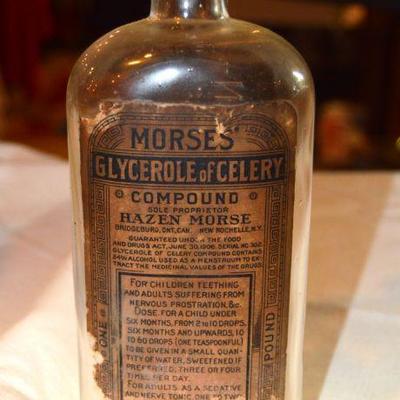 MORSES'
GLYCEROLE OF CELERY
COMPOUND
SOLE PROPRIETOR
HAZEN MORSE
BRIDGEBURG, ONT, CAN. NEW ROCHELLE, N.Y.
GUARANTEED UNDER THE FOOD
AND DRUGS ACT, JUNE 30, 1906. SERIAL NO. 302
GLYCEROLE OF CELERY COMPOUND CONTAINS
ALCOHOL USED AS A MENSTRUUM TO EX-
TRACT THE MEDICINAL VALUES OF THE DRUGS.
FOR CHILDREN TEETHING
AND ADULTS SUFFERING FROM
NERVOUS PROSTRATION, &c.
DOSE. FOR A CHILD UNDER
SIX MONTHS, FROM 2 TO 10 DROPS.
SIX MONTHS AND UPWARDS, 10
TO 60 DROPS (ONE TEASPOONFUL)
TO BE GIVEN IN A SMALL QUAN-
TITY OF WATER, SWEETENED IF
PREFERRED, THREE OR FOUR
TIMES PER DAY.
FOR ADULTS, AS A SEDATIVE
AND NERVE TONIC, ONE TO TWO
ONE
POUND